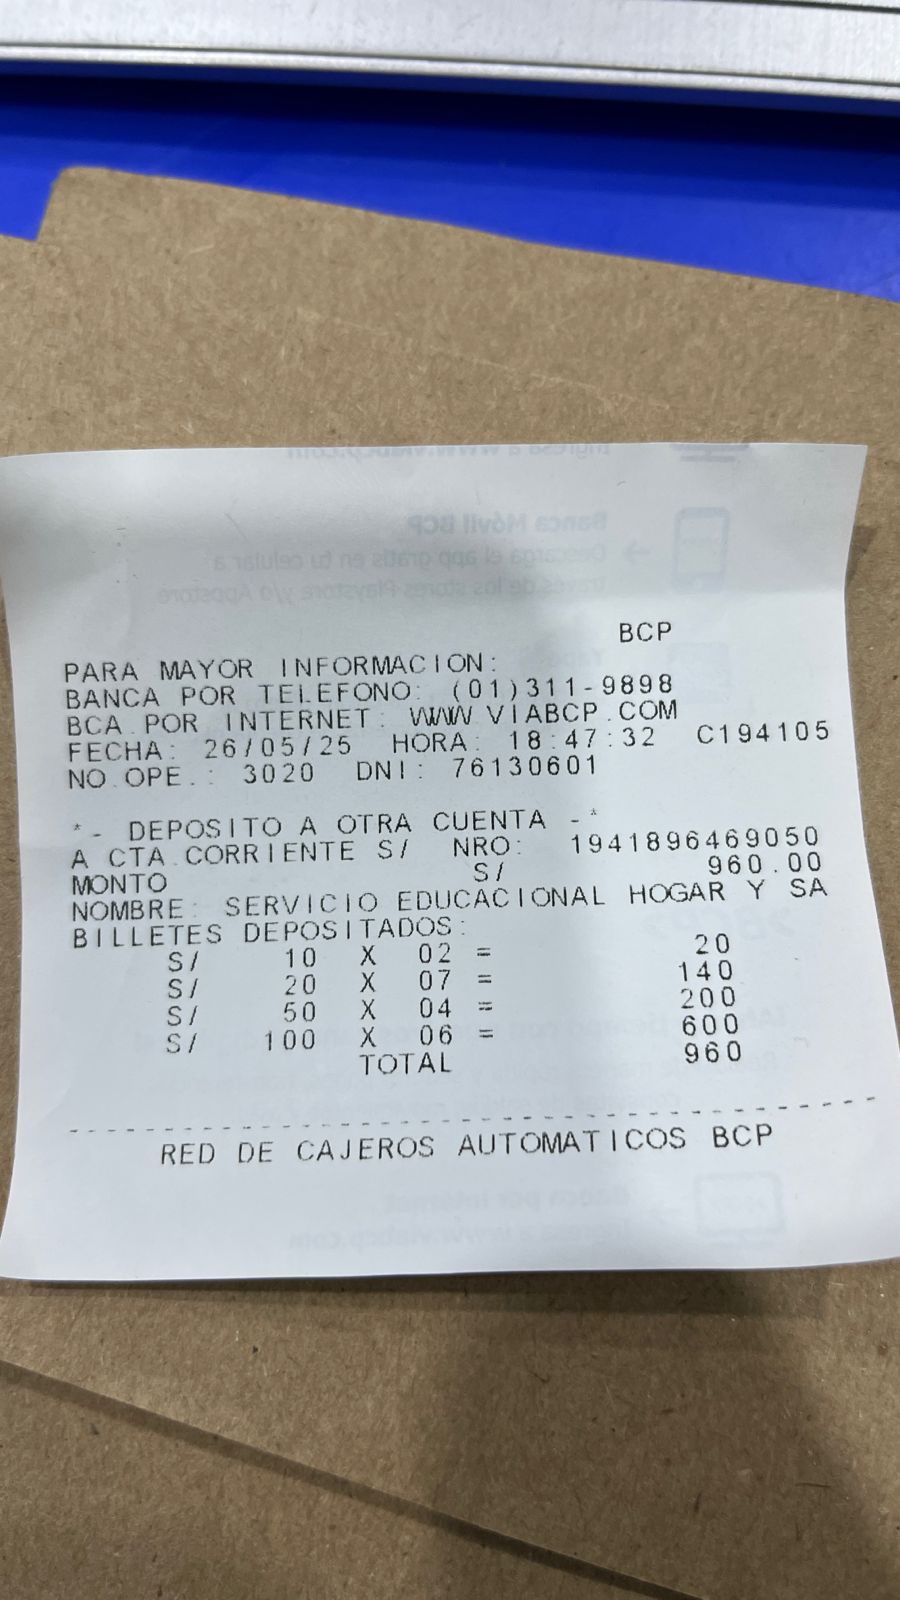 BCP
PARA MAYOR INFORMACION:
BANCA POR TELEFONO: (01)311-9898
BCA.POR INTERNET: WWW.VIABCP.COM
FECHA: 26/05/25 HORA: 18:47:32 C194105
NO.OPE.: 3020 DNI: 76130601
*- DEPOSITO A OTRA CUENTA -*
A CTA.CORRIENTE S/ NRO: 1941896469050
MONTO S/ 960.00
NOMBRE: SERVICIO EDUCACIONAL HOGAR Y SA
BILLETES DEPOSITADOS:
S/ 10 X 02 = 20
S/ 20 X 07 = 140
S/ 50 X 04 = 200
S/ 100 X 06 = 600
TOTAL 960
RED DE CAJEROS AUTOMATICOS BCP